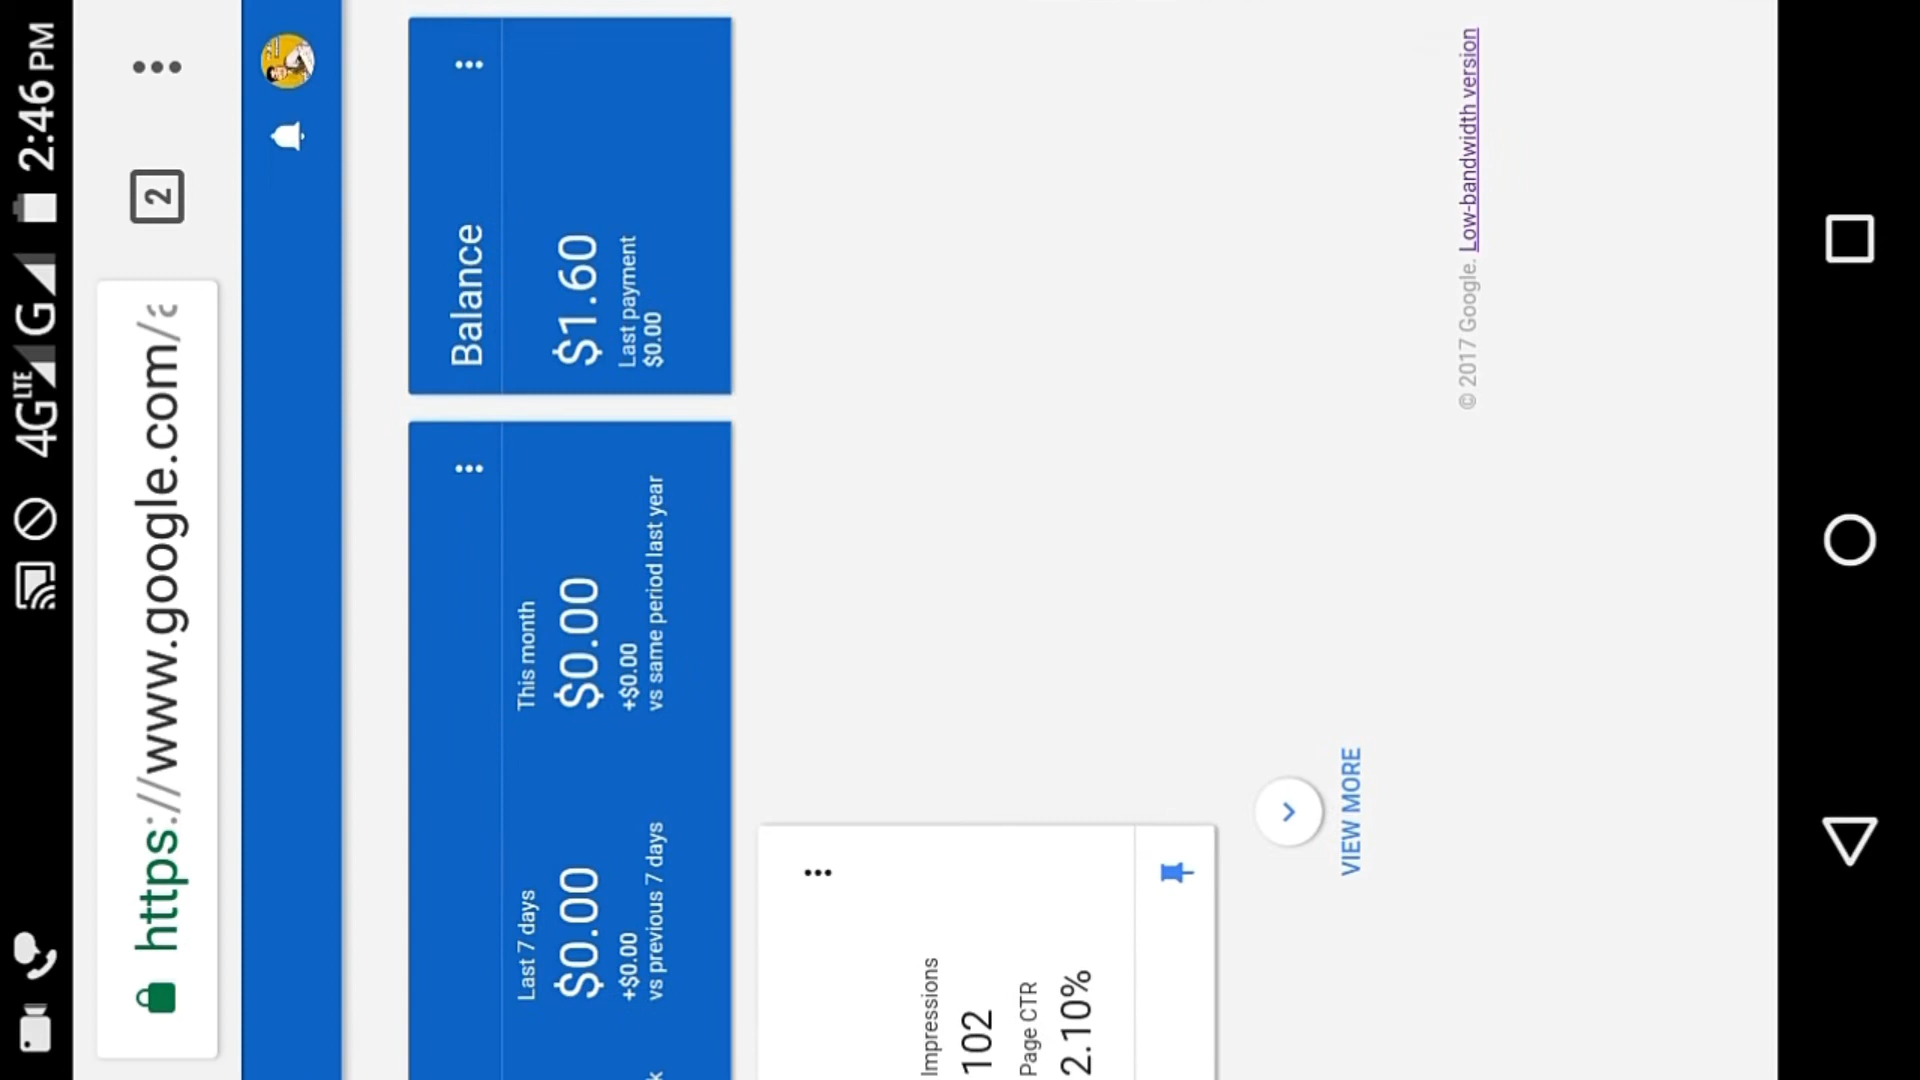 4G LTE G 2:46 PM
https://www.google.com/
2
Last 7 days
$0.00
+$0.00
vs previous 7 days
This month
$0.00
+$0.00
vs same period last year
Balance
$1.60
Last payment
$0.00
Impressions
102
Page CTR
2.10%
VIEW MORE
© 2017 Google. Low-bandwidth version